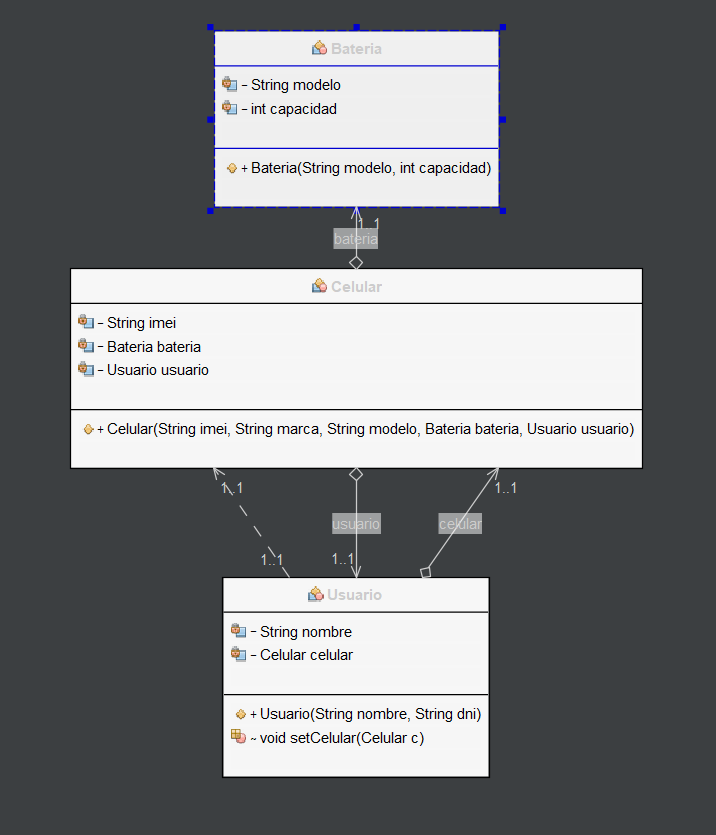 Bateria
- String modelo
- int capacidad
+ Bateria(String modelo, int capacidad)
1..1
bateria
Celular
- String imei
- Bateria bateria
- Usuario usuario
+ Celular(String imei, String marca, String modelo, Bateria bateria, Usuario usuario)
1..1
1..1
usuario
celular
1..1
1..1
Usuario
- String nombre
- Celular celular
+ Usuario(String nombre, String dni)
~ void setCelular(Celular c)